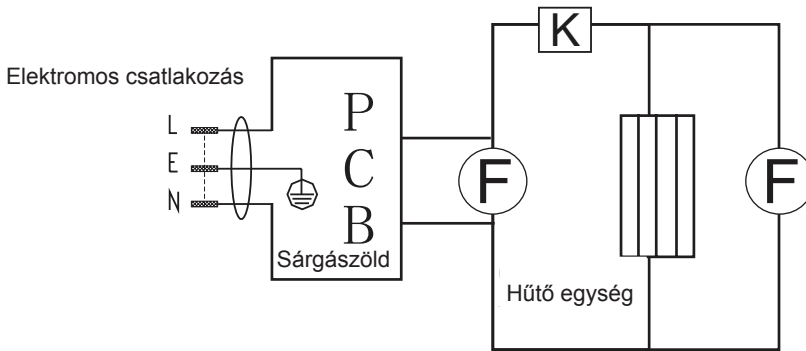 Elektromos csatlakozás
L
E
N
P
C
B
Sárgászöld
K
F
F
Hűtő egység